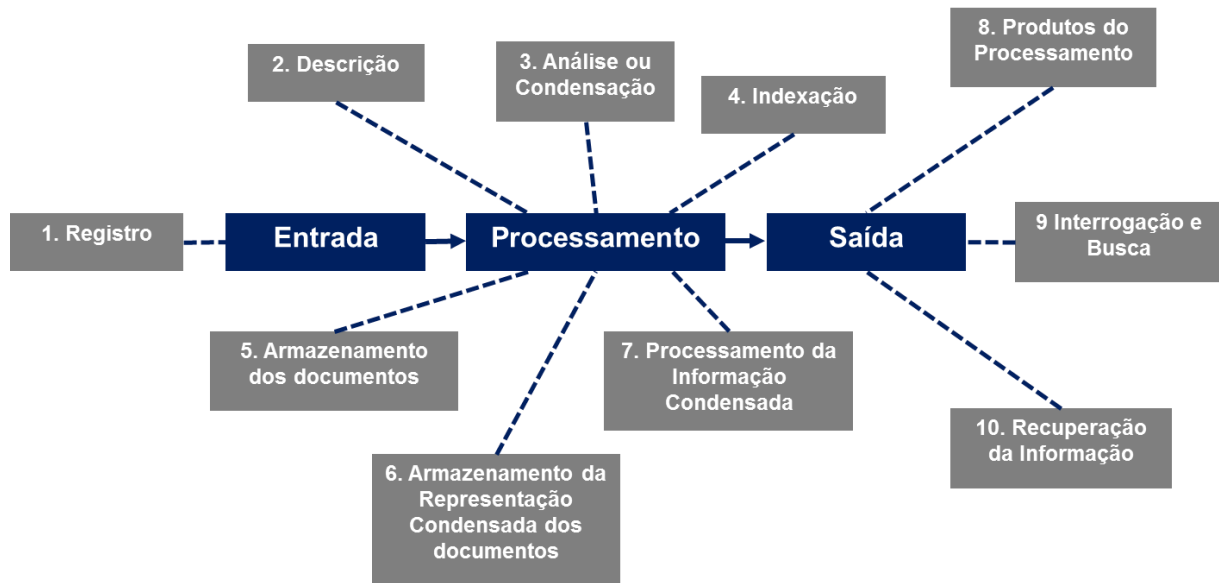 1. Registro
2. Descrição
3. Análise ou
Condensação
4. Indexação
8. Produtos do
Processamento
Entrada
Processamento
Saída
9 Interrogação e
Busca
5. Armazenamento
dos documentos
6. Armazenamento da
Representação
Condensada dos
documentos
7. Processamento da
Informação
Condensada
10. Recuperação
da Informação